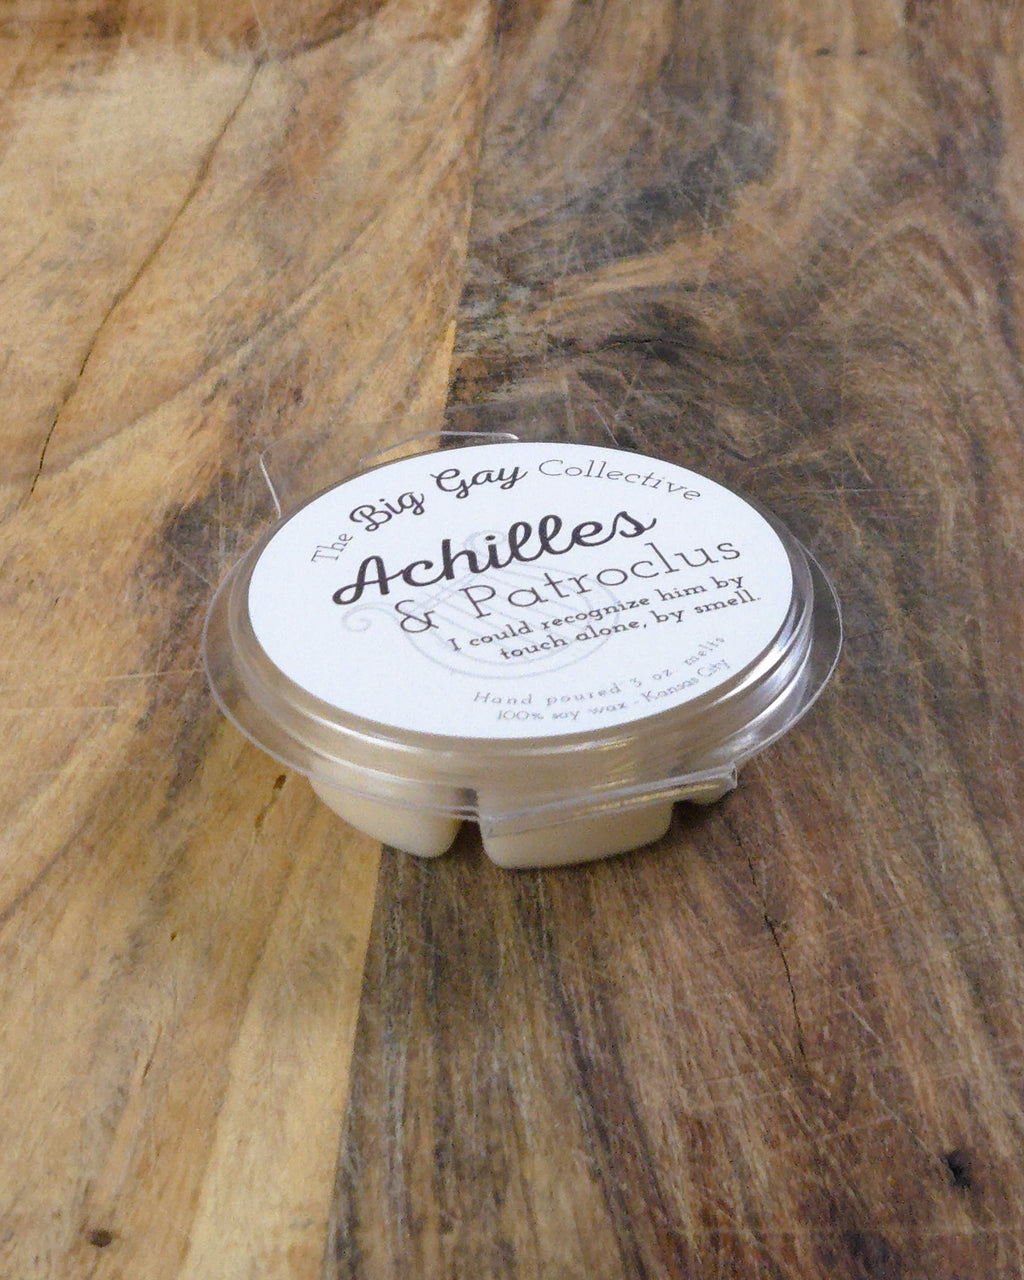 The Big Gay Collective
Achilles
& Patroclus
I could recognize him by
touch alone, by smell.
Hand poured 3 oz melts
100% soy wax - Kansas City